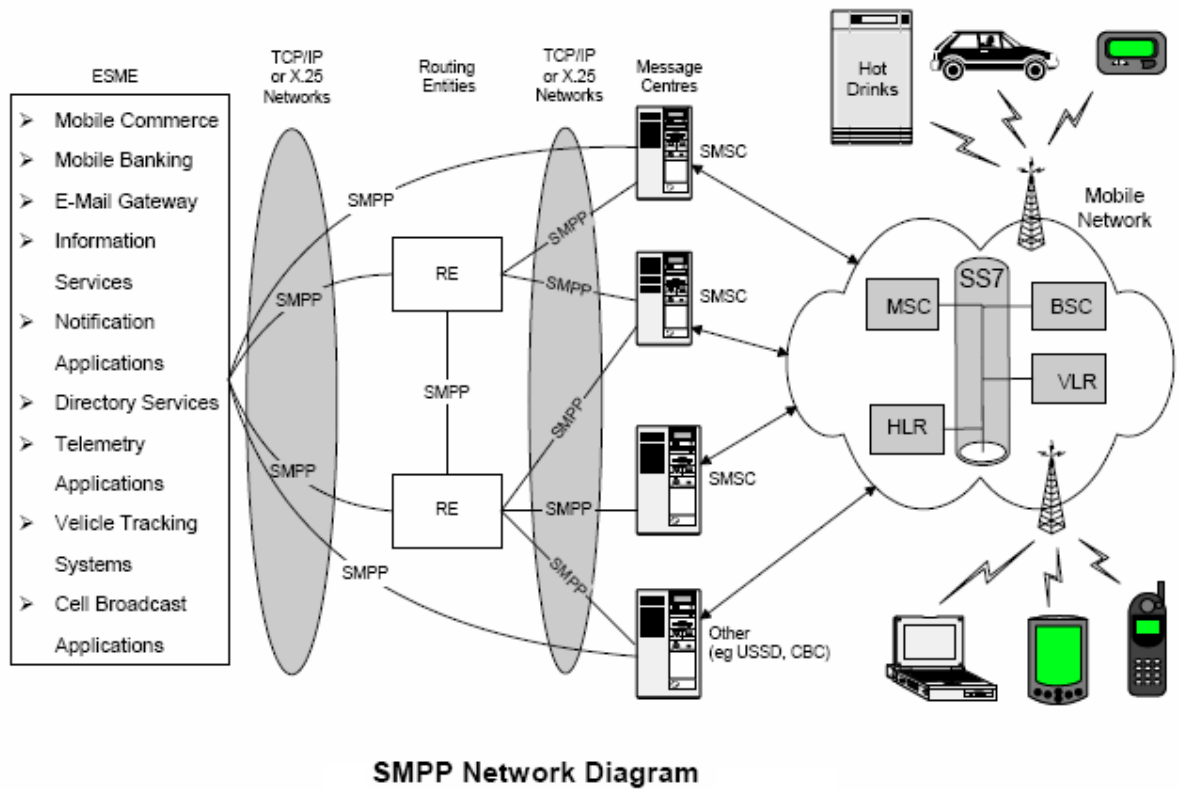 ESME
➢ Mobile Commerce
➢ Mobile Banking
➢ E-Mail Gateway
➢ Information
Services
➢ Notification
Applications
➢ Directory Services
➢ Telemetry
Applications
➢ Velicle Tracking
Systems
➢ Cell Broadcast
Applications
TCP/IP
or X.25
Networks
Routing
Entities
TCP/IP
or X.25
Networks
Message
Centres
SMPP
SMPP
SMPP
SMPP
RE
SMPP
RE
SMPP
SMPP
SMPP
SMPP
SMPP
SMSC
SMSC
SMSC
Other
(eg USSD, CBC)
Hot
Drinks
Mobile
Network
SS7
MSC
BSC
VLR
HLR
SMPP Network Diagram